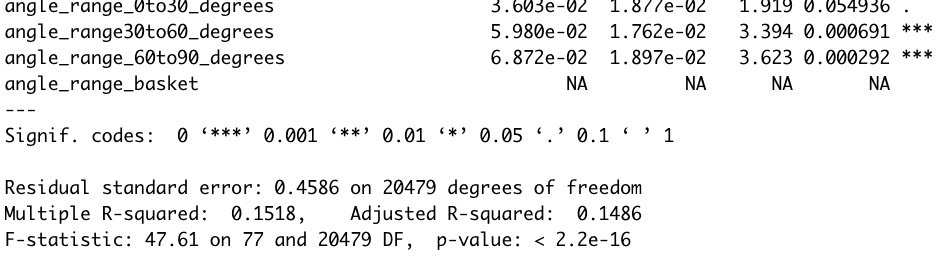 angle_range_0to30_degrees 3.603e-02 1.877e-02 1.919 0.054936 .
angle_range30to60_degrees 5.980e-02 1.762e-02 3.394 0.000691 ***
angle_range_60to90_degrees 6.872e-02 1.897e-02 3.623 0.000292 ***
angle_range_basket NA NA NA NA
---
Signif. codes:  0 ‘***’ 0.001 ‘**’ 0.01 ‘*’ 0.05 ‘.’ 0.1 ‘ ’ 1
Residual standard error: 0.4586 on 20479 degrees of freedom
Multiple R-squared:  0.1518,	Adjusted R-squared:  0.1486
F-statistic: 47.61 on 77 and 20479 DF,  p-value: < 2.2e-16